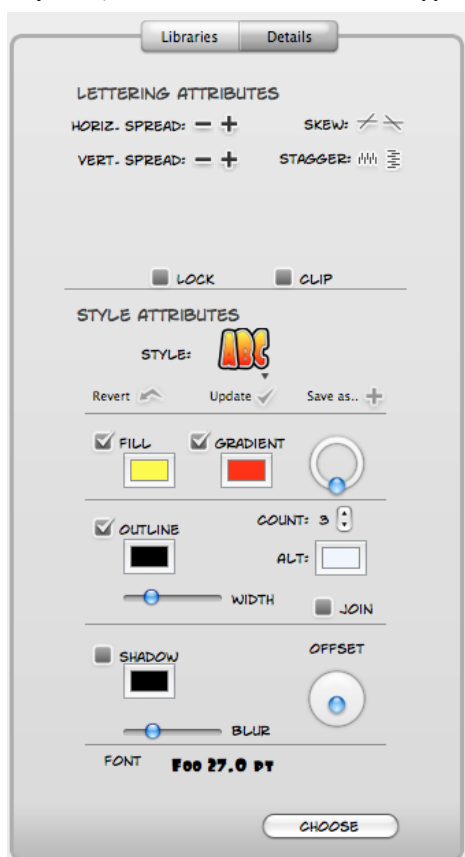 Libraries Details
LETTERING ATTRIBUTES
HORIZ. SPREAD: − + SKEW:
VERT. SPREAD: − + STAGGER:
LOCK CLIP
STYLE ATTRIBUTES
STYLE: ABC
Revert Update Save as.. +
FILL GRADIENT
OUTLINE COUNT: 3
ALT:
WIDTH JOIN
SHADOW OFFSET
BLUR
FONT FOO 27.0 PT
CHOOSE